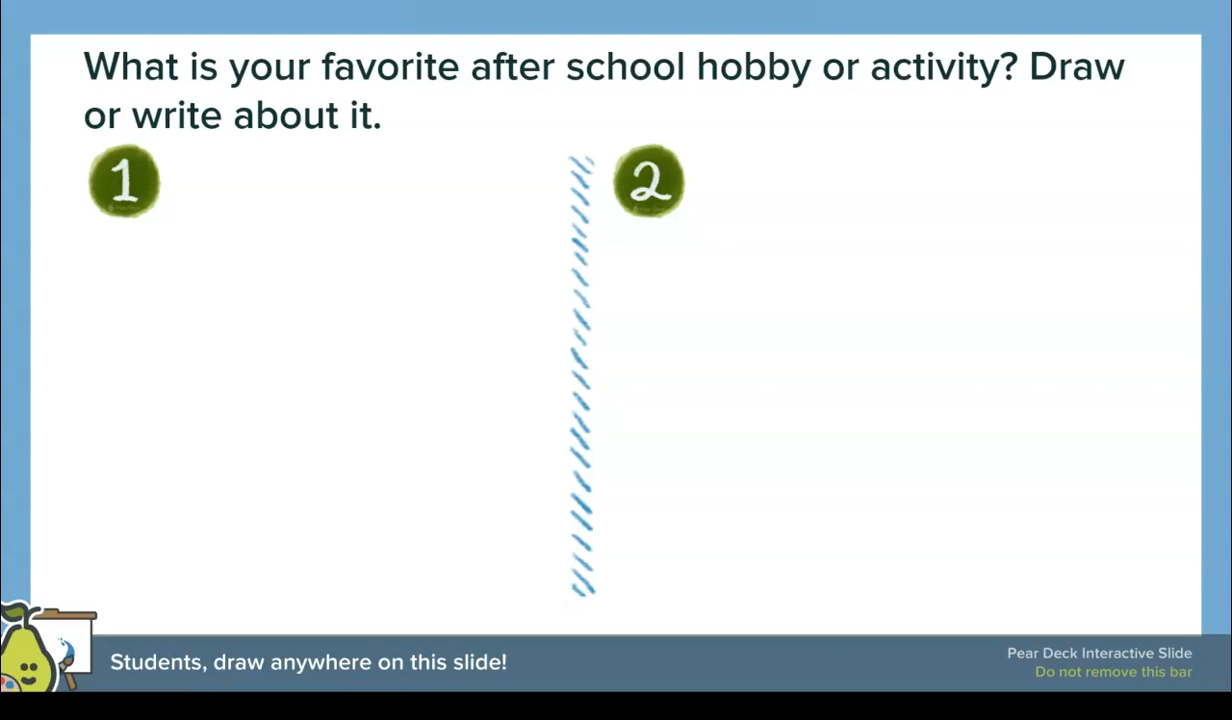 What is your favorite after school hobby or activity? Draw
or write about it.
1
2
Students, draw anywhere on this slide!
Pear Deck Interactive Slide
Do not remove this bar